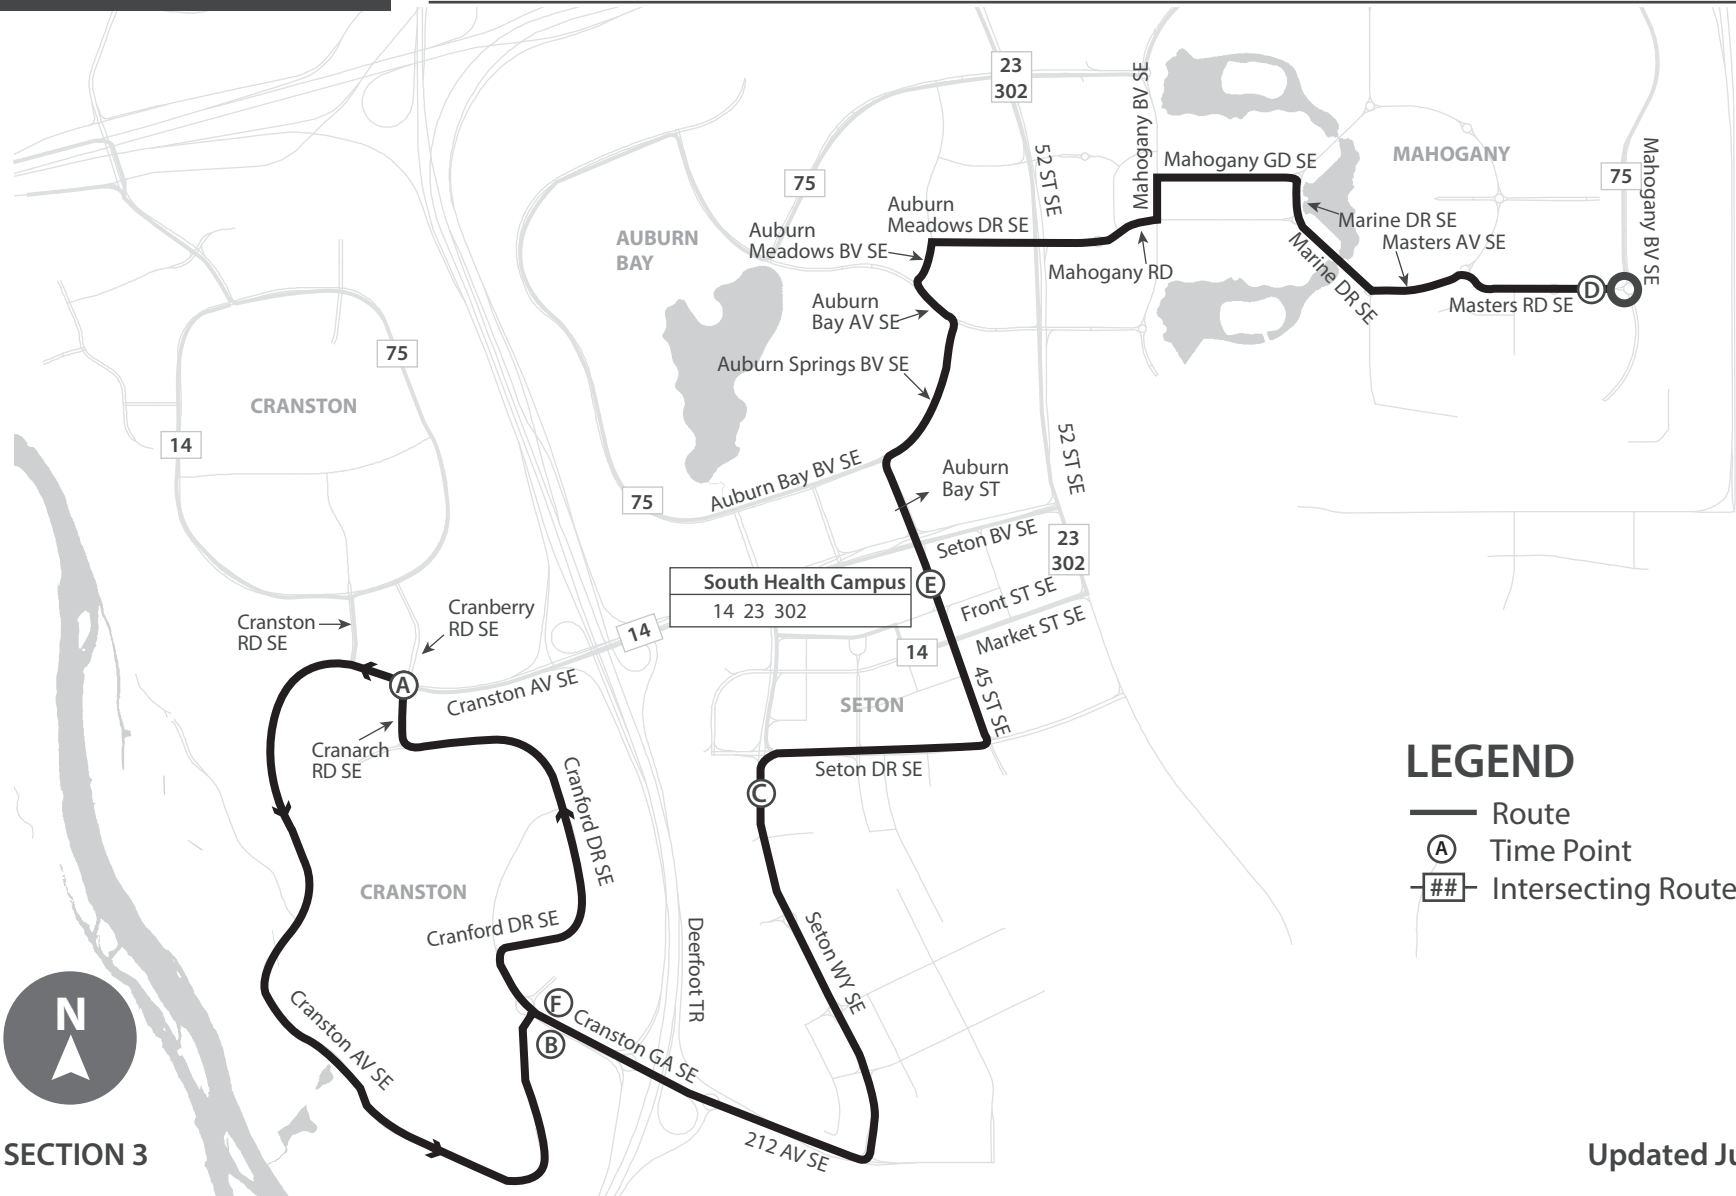 23
302
52 ST SE
Mahogany BV SE
Mahogany GD SE
MAHOGANY
75
Mahogany BV SE
75
Auburn
Meadows DR SE
Auburn
Meadows BV SE
AUBURN
BAY
Marine DR SE
Masters AV SE
Marine DR SE
Mahogany RD
Masters RD SE
D
Auburn
Bay AV SE
75
Auburn Springs BV SE
CRANSTON
14
52 ST SE
Auburn Bay BV SE
Auburn
Bay ST
75
Seton BV SE
23
302
South Health Campus
14 23 302
E
Front ST SE
Market ST SE
14
14
Cranston
RD SE
Cranberry
RD SE
A
Cranston AV SE
45 ST SE
SETON
Cranarch
RD SE
Seton DR SE
C
Cranford DR SE
CRANSTON
Cranford DR SE
Deerfoot TR
Seton WY SE
F
B
Cranston GA SE
Cranston AV SE
212 AV SE
LEGEND
Route
A Time Point
## Intersecting Route
N
SECTION 3
Updated Ju